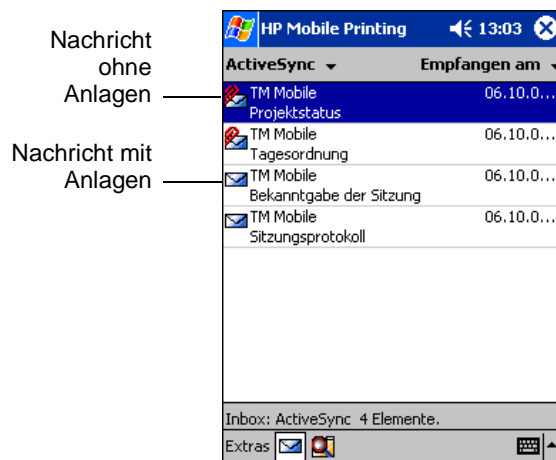 Nachricht
ohne
Anlagen
Nachricht mit
Anlagen
HP Mobile Printing 13:03
ActiveSync Empfangen am
TM Mobile 06.10.0...
Projektstatus
TM Mobile 06.10.0...
Tagesordnung
TM Mobile 06.10.0...
Bekanntgabe der Sitzung
TM Mobile 06.10.0...
Sitzungsprotokoll
Inbox: ActiveSync 4 Elemente.
Extras